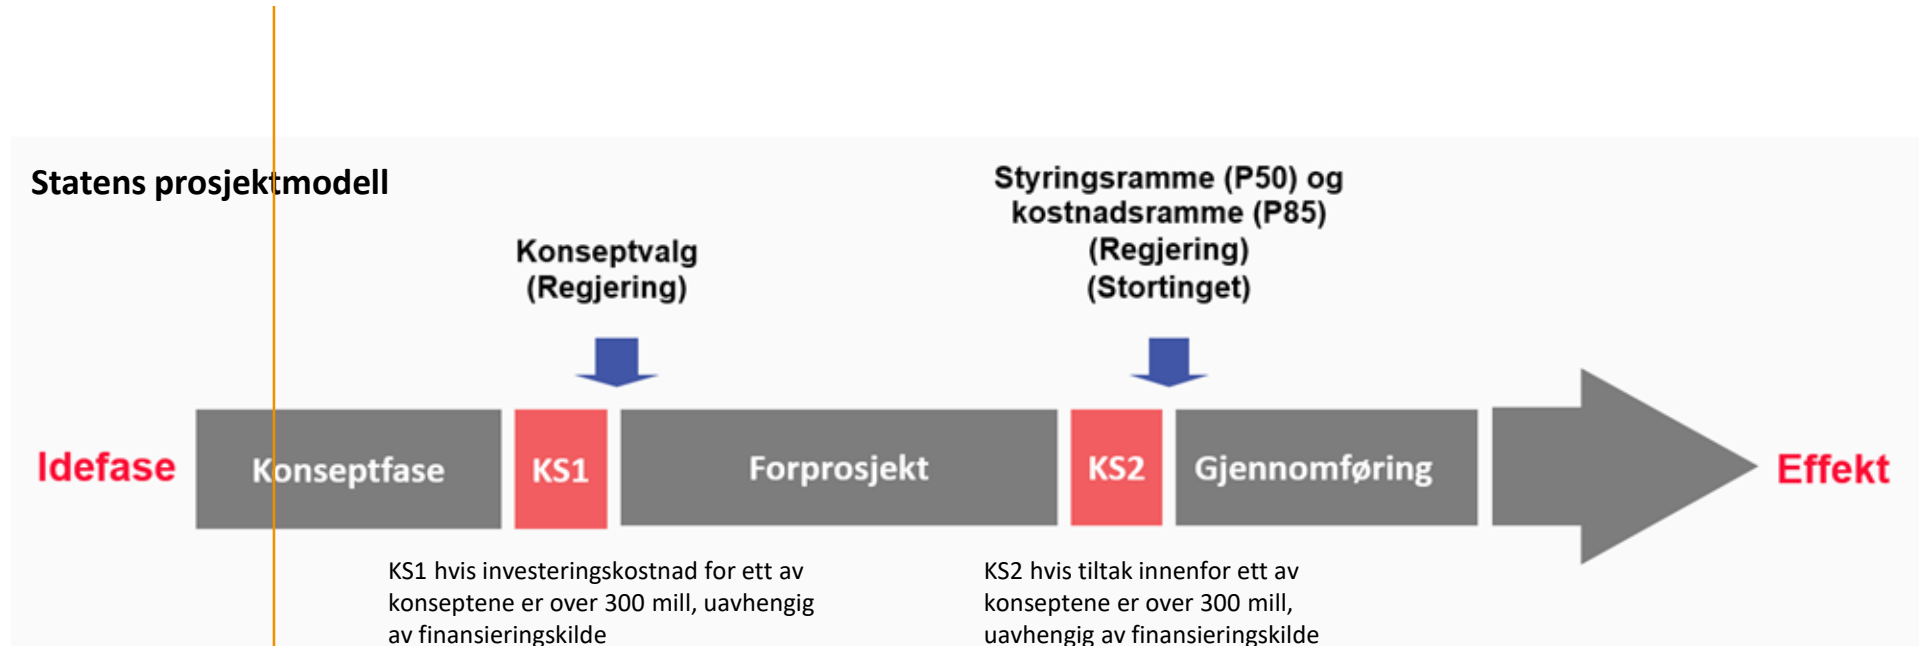 Statens prosjektmodell
Konseptvalg
(Regjering)
Styringsramme (P50) og
kostnadsramme (P85)
(Regjering)
(Stortinget)
Idefase
Konseptfase
KS1
Forprosjekt
KS2
Gjennomføring
Effekt
KS1 hvis investeringskostnad for ett av
konseptene er over 300 mill, uavhengig
av finansieringskilde
KS2 hvis tiltak innenfor ett av
konseptene er over 300 mill,
uavhengig av finansieringskilde